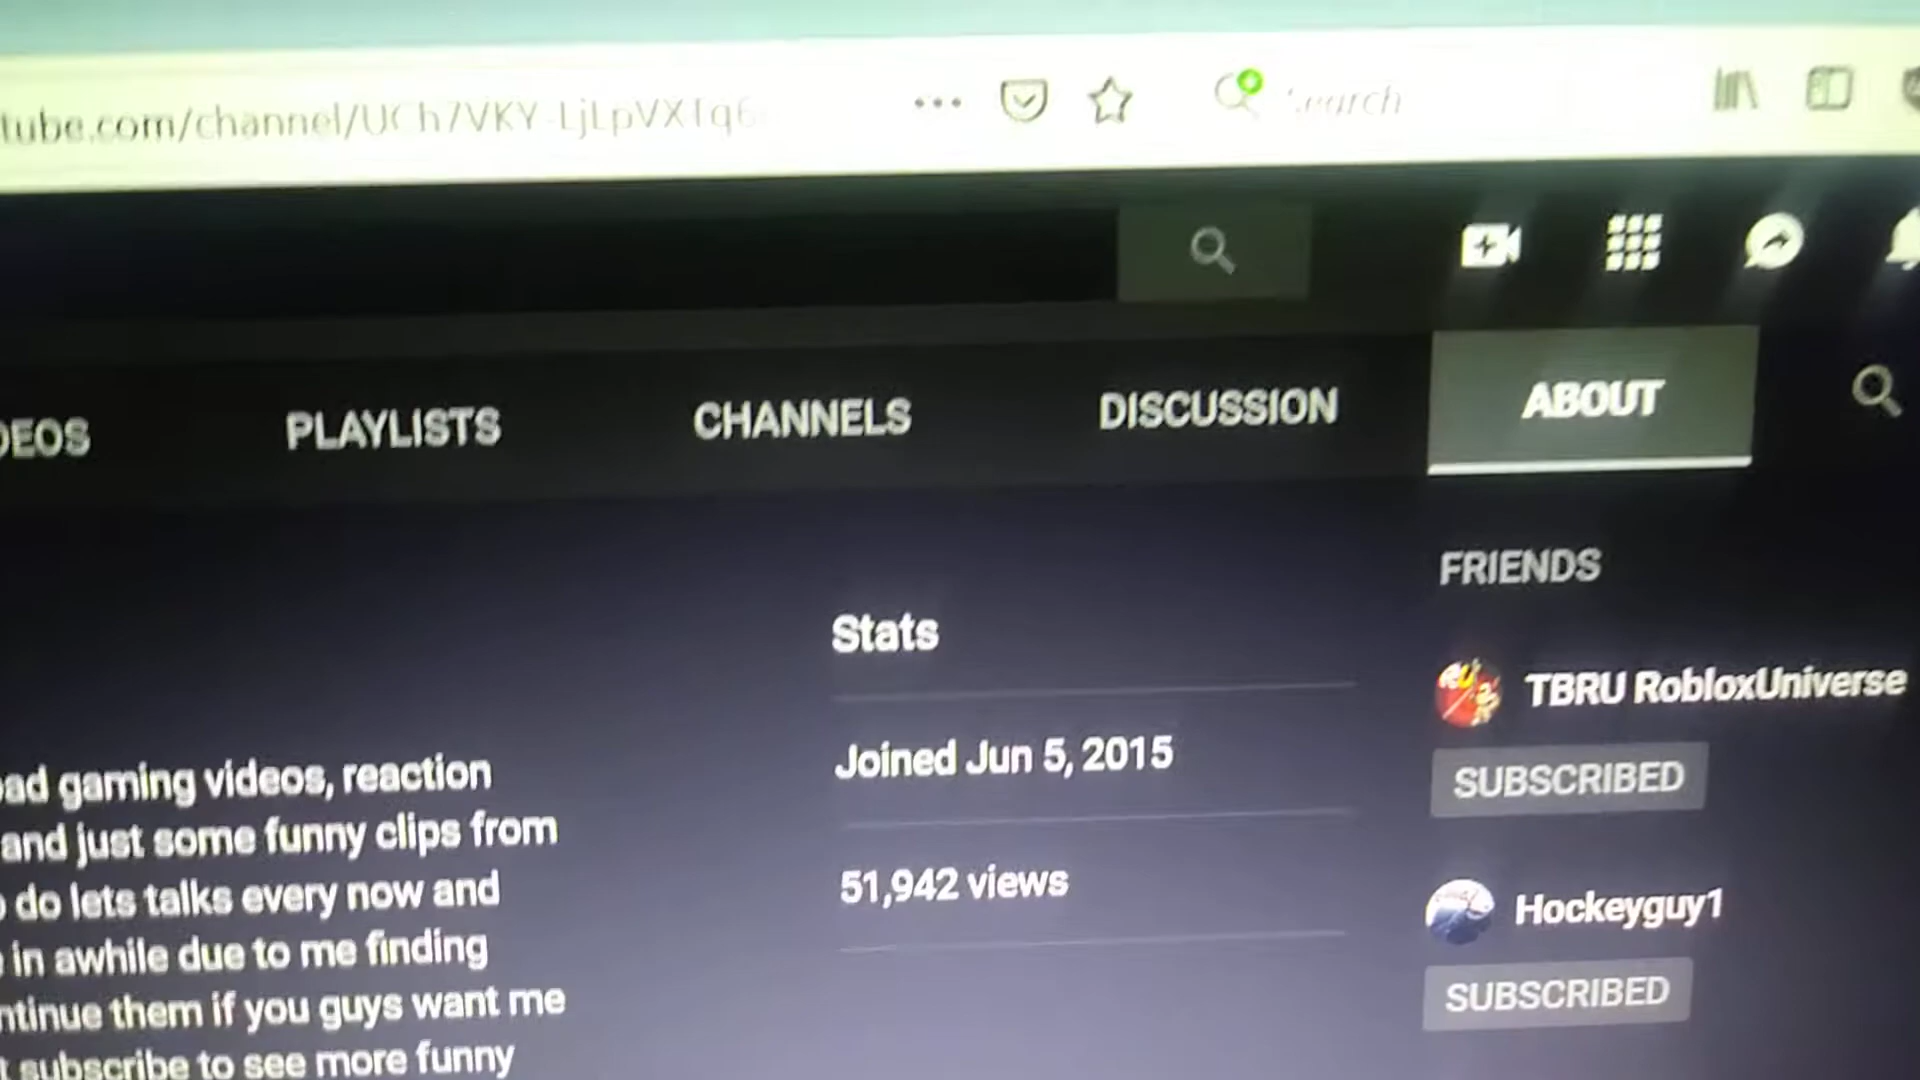 tube.com/channel/UCh7VKY-LjLpVXTq6
Search
DEOS PLAYLISTS CHANNELS DISCUSSION ABOUT
FRIENDS
Stats
TBRU RobloxUniverse
Joined Jun 5, 2015
SUBSCRIBED
51,942 views
Hockeyguy1
SUBSCRIBED
ad gaming videos, reaction
and just some funny clips from
do lets talks every now and
in awhile due to me finding
ntinue them if you guys want me
subscribe to see more funny